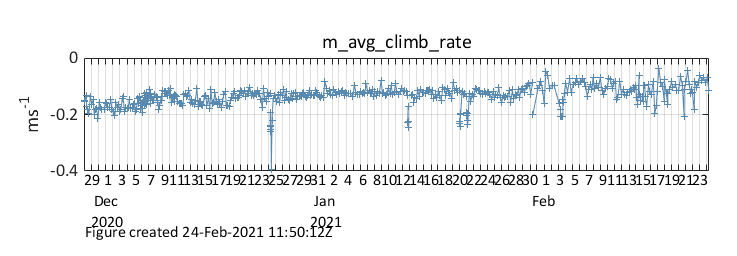 m_avg_climb_rate
0
-0.2
-0.4
ms-1
29 1 3 5 7 9 11 13 15 17 19 21 23 25 27 29 31 2 4 6 8 10 12 14 16 18 20 22 24 26 28 30 1 3 5 7 9 11 13 15 17 19 21 23
Dec Jan Feb
2020 2021
Figure created 24-Feb-2021 11:50:12Z